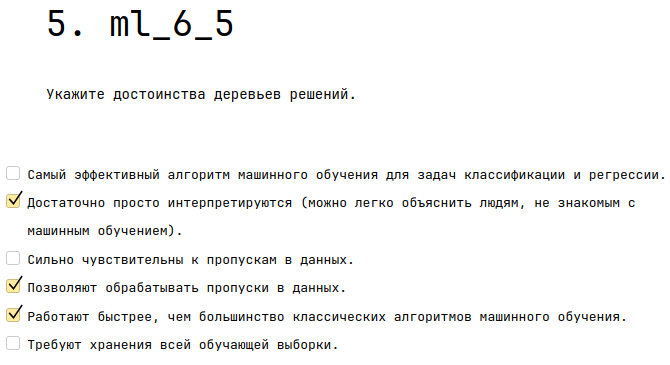 5. ml_6_5
Укажите достоинства деревьев решений.
Самый эффективный алгоритм машинного обучения для задач классификации и регрессии.
Достаточно просто интерпретируются (можно легко объяснить людям, не знакомым с
машинным обучением).
Сильно чувствительны к пропускам в данных.
Позволяют обрабатывать пропуски в данных.
Работают быстрее, чем большинство классических алгоритмов машинного обучения.
Требуют хранения всей обучающей выборки.